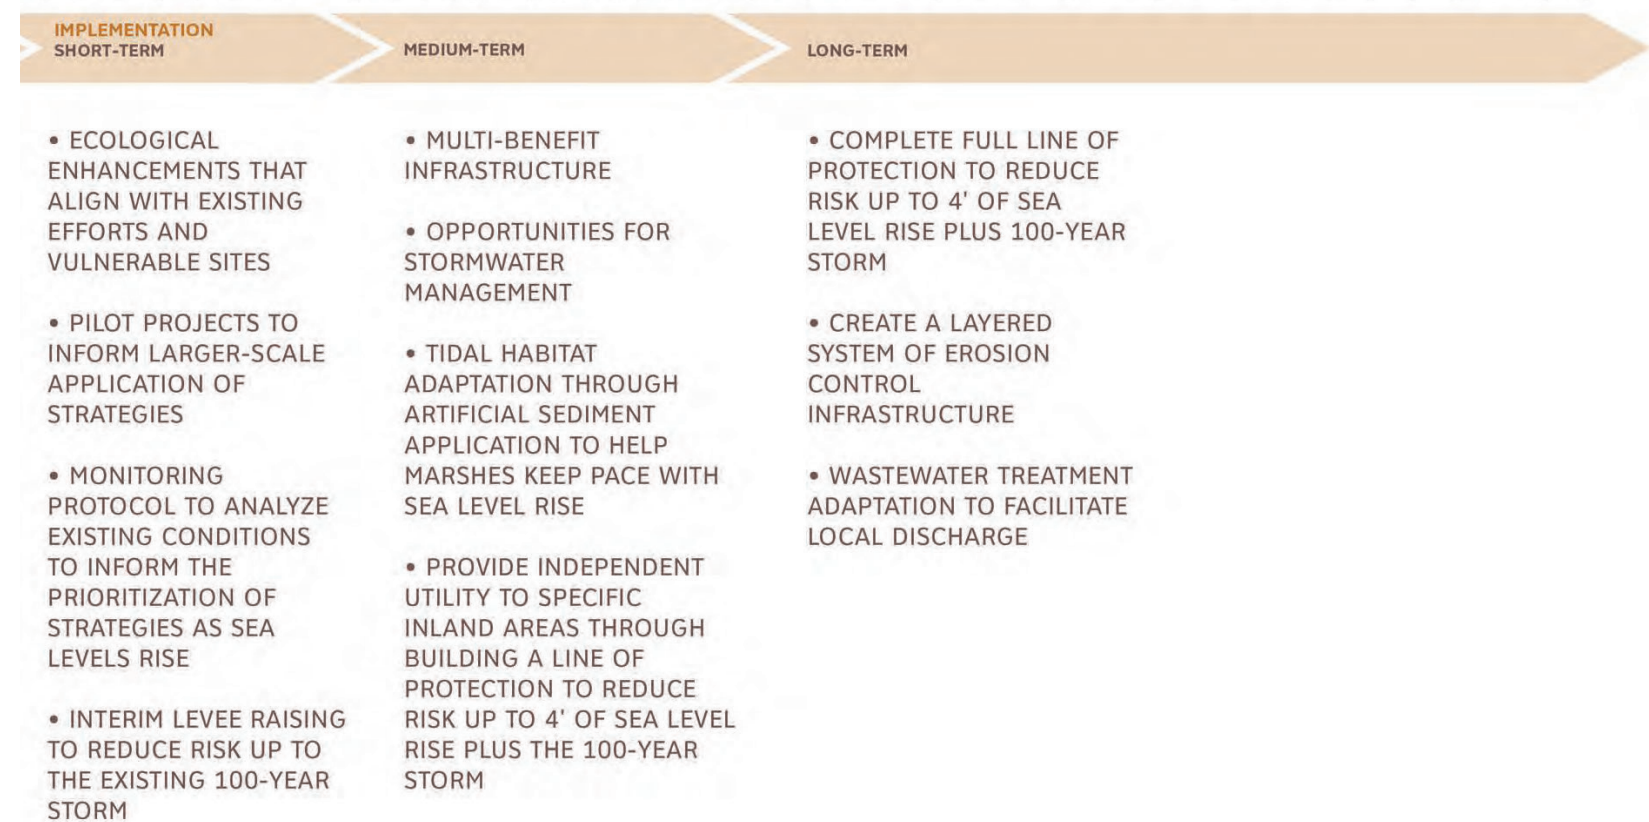 IMPLEMENTATION
SHORT-TERM
MEDIUM-TERM
LONG-TERM
• ECOLOGICAL
ENHANCEMENTS THAT
ALIGN WITH EXISTING
EFFORTS AND
VULNERABLE SITES
• PILOT PROJECTS TO
INFORM LARGER-SCALE
APPLICATION OF
STRATEGIES
• MONITORING
PROTOCOL TO ANALYZE
EXISTING CONDITIONS
TO INFORM THE
PRIORITIZATION OF
STRATEGIES AS SEA
LEVELS RISE
• INTERIM LEVEE RAISING
TO REDUCE RISK UP TO
THE EXISTING 100-YEAR
STORM
• MULTI-BENEFIT
INFRASTRUCTURE
• OPPORTUNITIES FOR
STORMWATER
MANAGEMENT
• TIDAL HABITAT
ADAPTATION THROUGH
ARTIFICIAL SEDIMENT
APPLICATION TO HELP
MARSHES KEEP PACE WITH
SEA LEVEL RISE
• PROVIDE INDEPENDENT
UTILITY TO SPECIFIC
INLAND AREAS THROUGH
BUILDING A LINE OF
PROTECTION TO REDUCE
RISK UP TO 4' OF SEA LEVEL
RISE PLUS THE 100-YEAR
STORM
• COMPLETE FULL LINE OF
PROTECTION TO REDUCE
RISK UP TO 4' OF SEA
LEVEL RISE PLUS 100-YEAR
STORM
• CREATE A LAYERED
SYSTEM OF EROSION
CONTROL
INFRASTRUCTURE
• WASTEWATER TREATMENT
ADAPTATION TO FACILITATE
LOCAL DISCHARGE